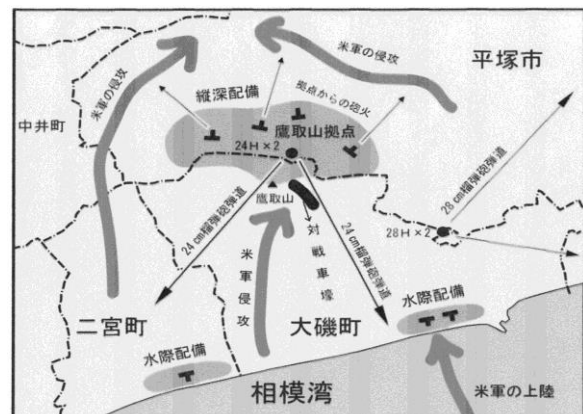 米軍の侵攻
米軍の侵攻
平塚市
中井町
縦深配備
拠点からの砲火
鷹取山拠点
24H×2
鷹取山
24㎝榴弾砲弾道
24㎝榴弾砲弾道
28㎝榴弾砲弾道
28H×2
対戦車壕
米軍侵攻
二宮町
大磯町
水際配備
水際配備
相模湾
米軍の上陸